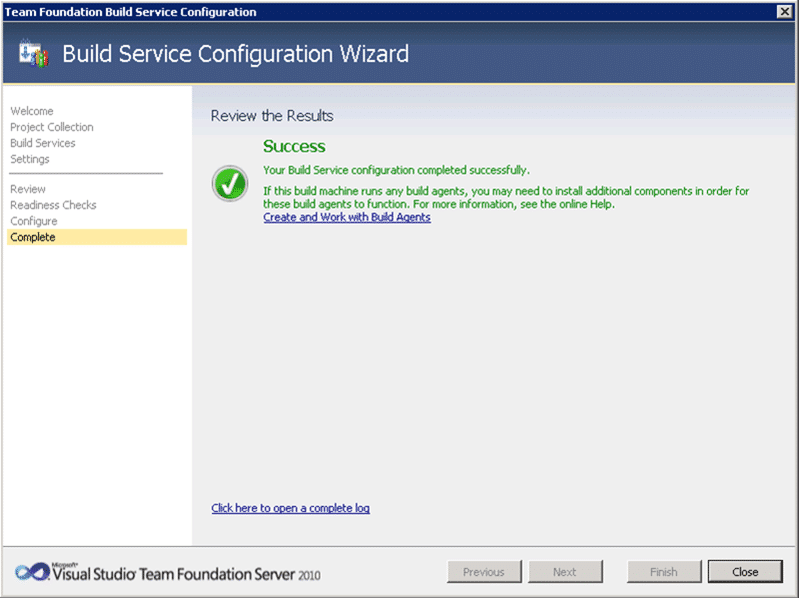 Team Foundation Build Service Configuration
Build Service Configuration Wizard
Welcome
Project Collection
Build Services
Settings
Review
Readiness Checks
Configure
Complete
Review the Results
Success
Your Build Service configuration completed successfully.
If this build machine runs any build agents, you may need to install additional components in order for
these build agents to function. For more information, see the online Help.
Create and Work with Build Agents
Click here to open a complete log
Microsoft®
Visual Studio® Team Foundation Server 2010
Previous
Next
Finish
Close